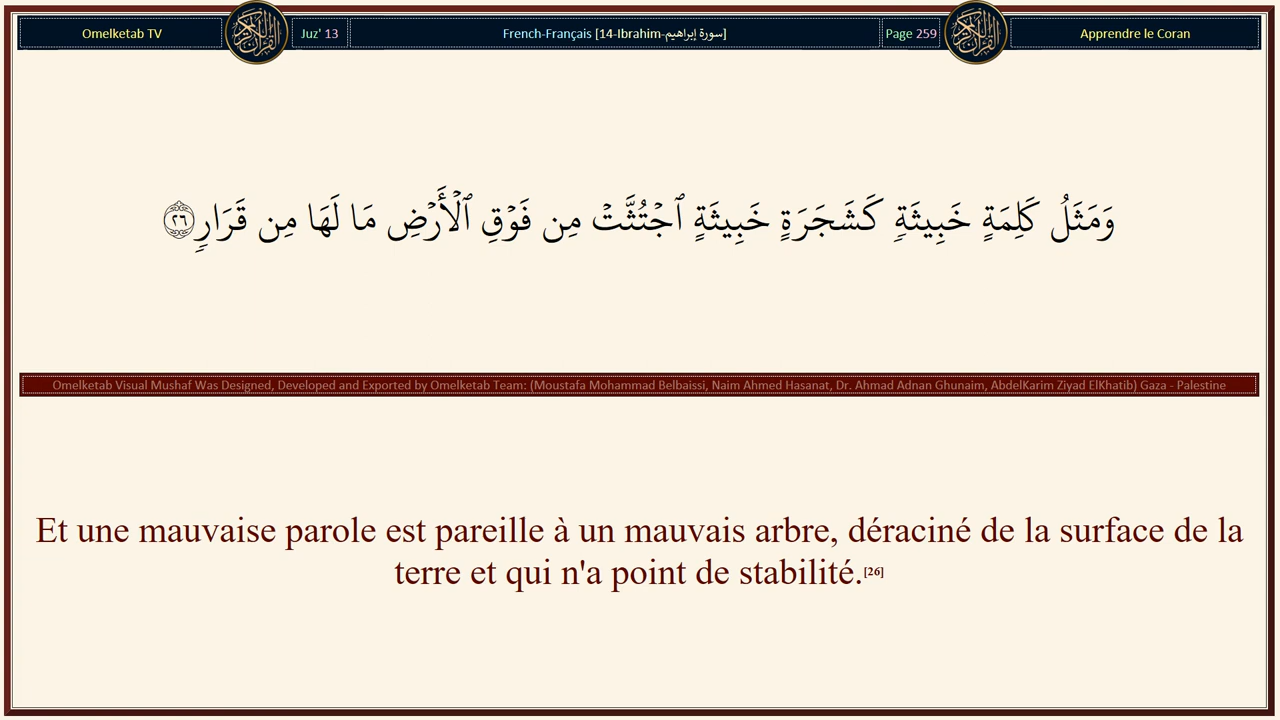 Omelketab TV
Juz' 13
French-Français [14-Ibrahim-سورة إبراهيم]
Page 259
Apprendre le Coran
وَمَثَلُ كَلِمَةٍ خَبِيثَةٖ كَشَجَرَةٍ خَبِيثَةٍ ٱجۡتُثَّتۡ مِن فَوۡقِ ٱلۡأَرۡضِ مَا لَهَا مِن قَرَارٖ ٢٦
Omelketab Visual Mushaf Was Designed, Developed and Exported by Omelketab Team: (Moustafa Mohammad Belbaissi, Naim Ahmed Hasanat, Dr. Ahmad Adnan Ghunaim, AbdelKarim Ziyad ElKhatib) Gaza - Palestine
Et une mauvaise parole est pareille à un mauvais arbre, déraciné de la surface de la
terre et qui n'a point de stabilité.[26]